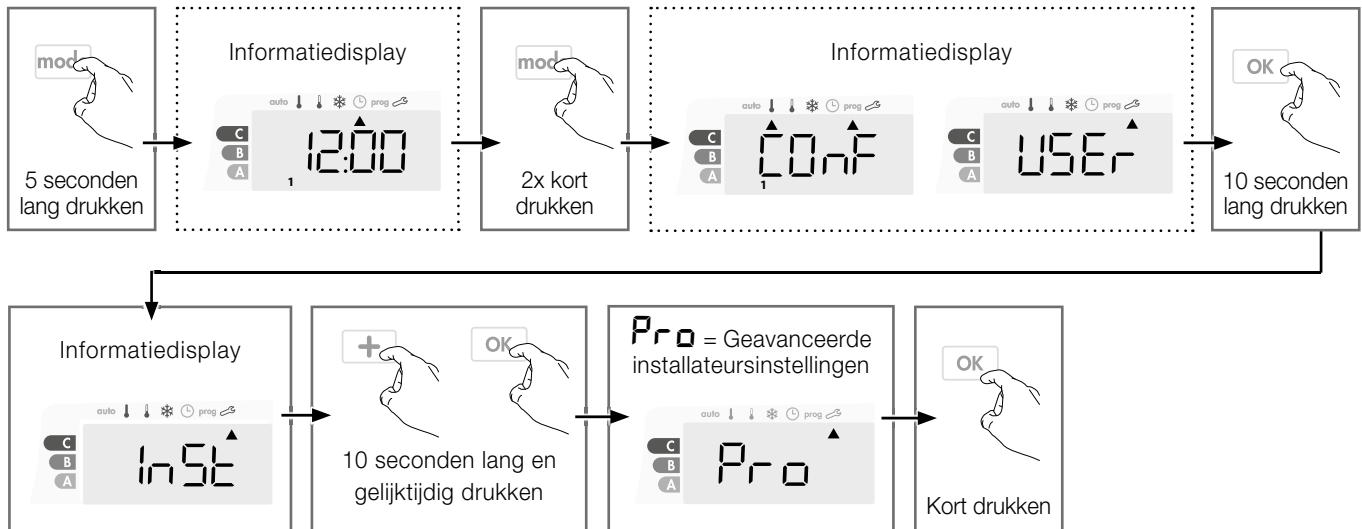 mod
5 seconden
lang drukken
Informatiedisplay
auto prog
C
B
A
12:00
1
mod
2x kort
drukken
Informatiedisplay
auto prog
C
B
A
COnF
1
auto prog
C
B
A
USEr
OK
10 seconden
lang drukken
Informatiedisplay
auto prog
C
B
A
InSt
+ OK
10 seconden lang en
gelijktijdig drukken
Pro = Geavanceerde
installateursinstellingen
auto prog
C
B
A
Pro
OK
Kort drukken